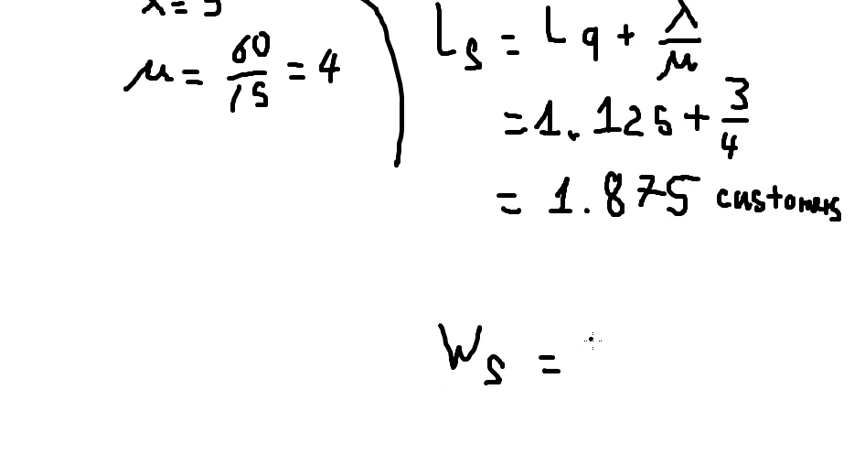 λ = 3
μ = 60/15 = 4
Ls = Lq + λ/μ
= 1.125 + 3/4
= 1.875 customers
Ws =